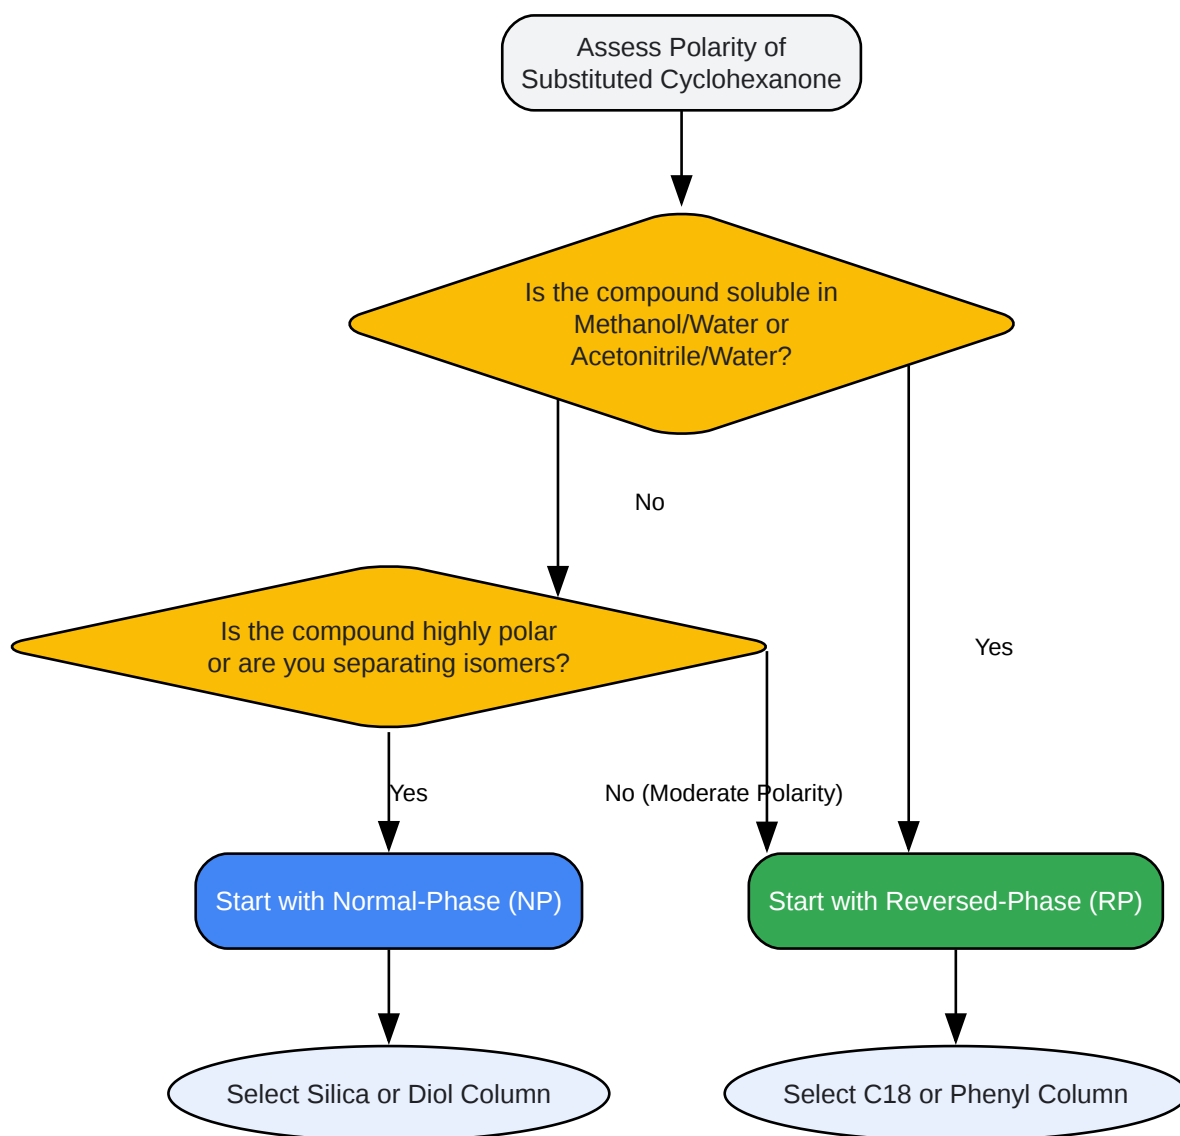 Assess Polarity of
Substituted Cyclohexanone
Is the compound soluble in
Methanol/Water or
Acetonitrile/Water?
No
Is the compound highly polar
or are you separating isomers?
Yes
Yes
No (Moderate Polarity)
Start with Normal-Phase (NP)
Start with Reversed-Phase (RP)
Select Silica or Diol Column
Select C18 or Phenyl Column